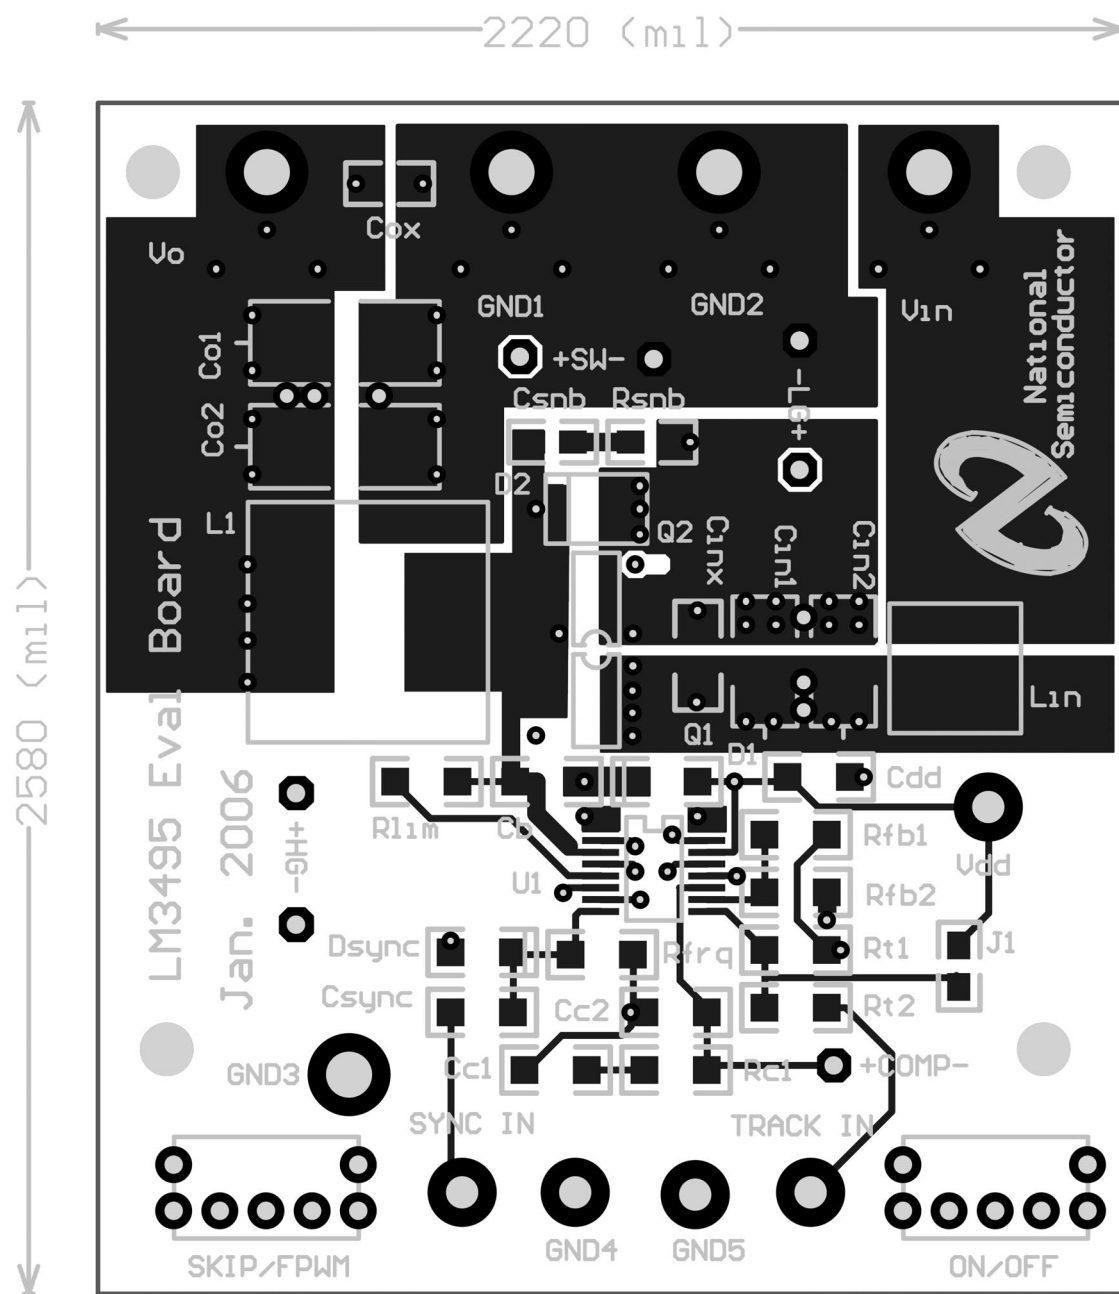 2220 (mil)
2580 (mil)
Cox
Vo
GND1
GND2
Vin
National
Semiconductor
+SW-
-LG+
Co1
Co2
Csnb
Rsnb
D2
L1
Q2
Cinx
Cin1
Cin2
Lin
Q1
D1
LM3495 Eval Board
Jan. 2006
-HG+
Rlim
Cb
Cdd
Vdd
Rfb1
U1
Rfb2
Dsync
Rfrq
Rt1
J1
Csync
Cc2
Rt2
GND3
Cc1
Rc1
+COMP-
SYNC IN
TRACK IN
GND4
GND5
SKIP/FPWM
ON/OFF